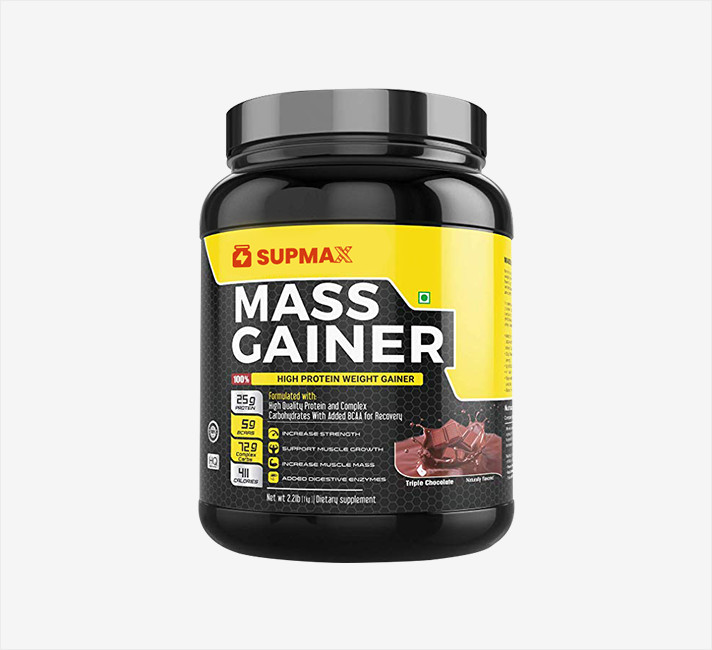 SUPMAX
MASS
GAINER
100% HIGH PROTEIN WEIGHT GAINER
25g
PROTEIN
5g
BCAAS
72g
Complex
Carbs
411
CALORIES
Formulated with:
High Quality Protein and Complex
Carbohydrates With Added BCAA for Recovery
INCREASE STRENGTH
SUPPORT MUSCLE GROWTH
INCREASE MUSCLE MASS
ADDED DIGESTIVE ENZYMES
HQ
Triple Chocolate
Naturally flavored
Net wt 2.2lb | Dietary supplement